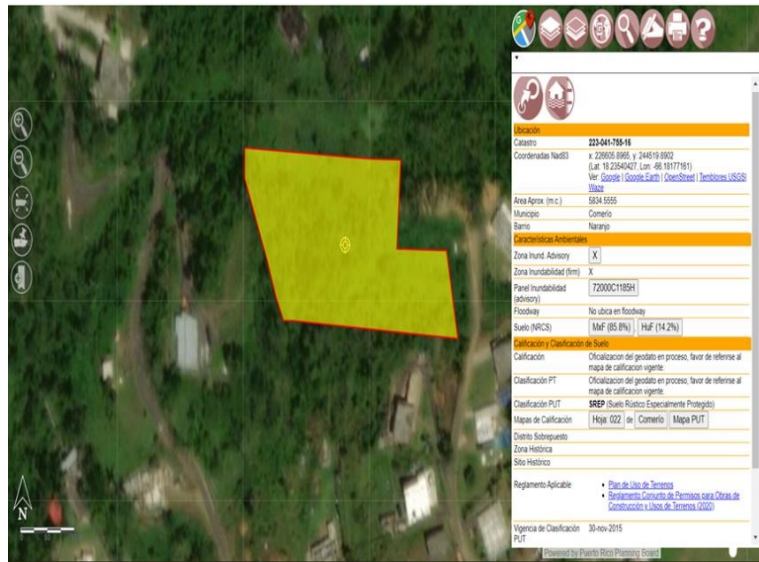 Ubicación
Catastro 223-041-755-16
Coordenadas Nad83 x: 226605.8965, y: 244519.8902
(Lat: 18.23540427, Lon: -66.18177161)
Ver: Google | Google Earth | OpenStreet | Temblores USGS|
Waze
Area Aprox. (m.c.) 5834.5555
Municipio Comerío
Barrio Naranjo
Características Ambientales
Zona Inund. Advisory X
Zona Inundabilidad (firm) X
Panel Inundabilidad (advisory) 72000C1185H
Floodway No ubica en floodway
Suelo (NRCS) MxF (85.8%) , HuF (14.2%)
Calificación y Clasificación de Suelo
Calificación Oficializacion del geodato en proceso, favor de referirse al
mapa de calificacion vigente.
Clasificación PT Oficializacion del geodato en proceso, favor de referirse al
mapa de calificacion vigente.
Clasificación PUT SREP (Suelo Rústico Especialmente Protegido)
Mapas de Calificación Hoja: 022 de Comerío Mapa PUT
Distrito Sobrepuesto
Zona Histórica
Sitio Histórico
Reglamento Aplicable
Plan de Uso de Terrenos
Reglamento Conjunto de Permisos para Obras de
Construcción y Usos de Terrenos (2020)
Vigencia de Clasificación PUT 30-nov-2015
Powered by Puerto Rico Planning Board
N